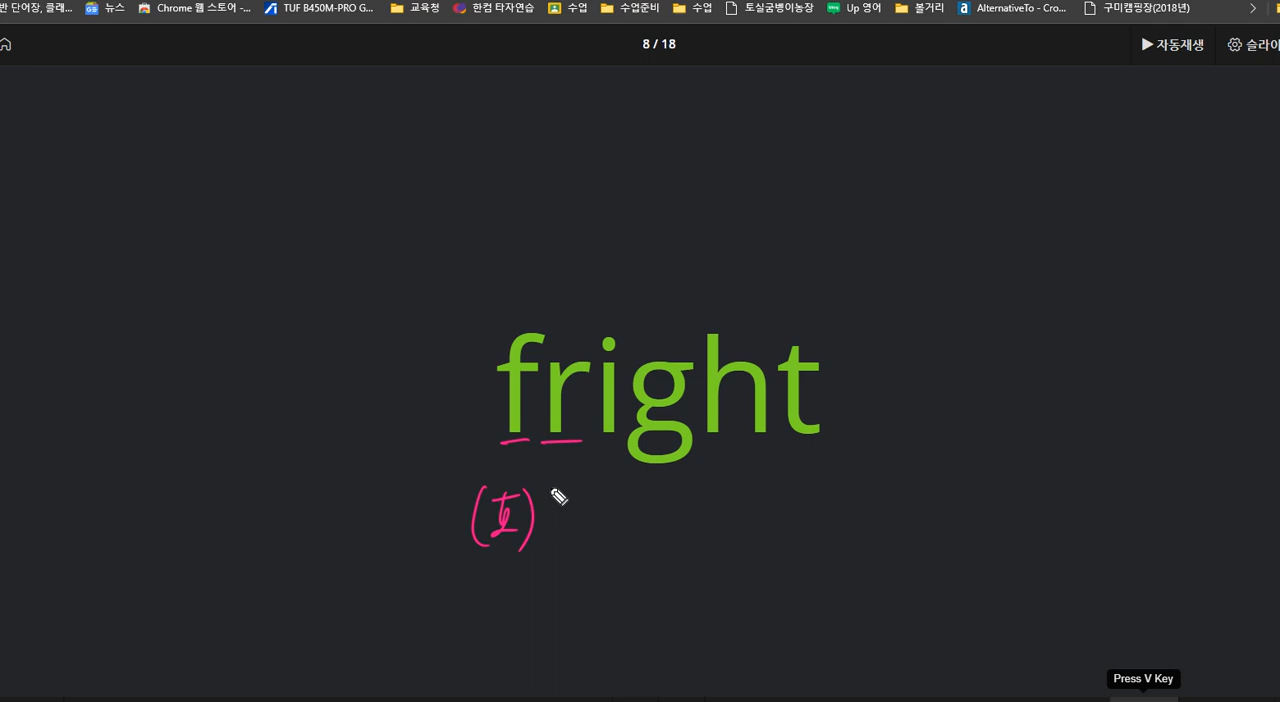 반 단어장, 클래... 뉴스 Chrome 웹 스토어 -... TUF B450M-PRO G... 교육청 한컴 타자연습 수업 수업준비 수업 토실굼벵이농장 Up 영어 볼거리 AlternativeTo - Cro... 구미캠핑장(2018년)
8 / 18
자동재생
슬라이
fright
Press V Key